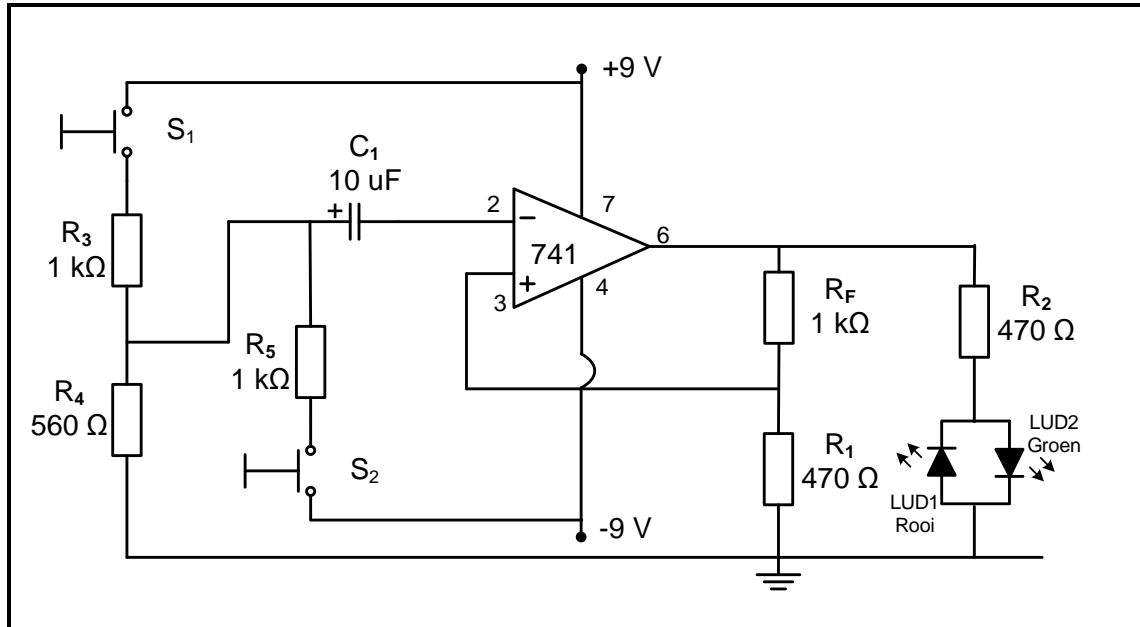 +9 V
S1
C1
10 uF
+
2
7
R3
1 kΩ
−
741
6
+
3
4
RF
1 kΩ
R2
470 Ω
R5
1 kΩ
R4
560 Ω
S2
R1
470 Ω
LUD2
Groen
LUD1
Rooi
-9 V